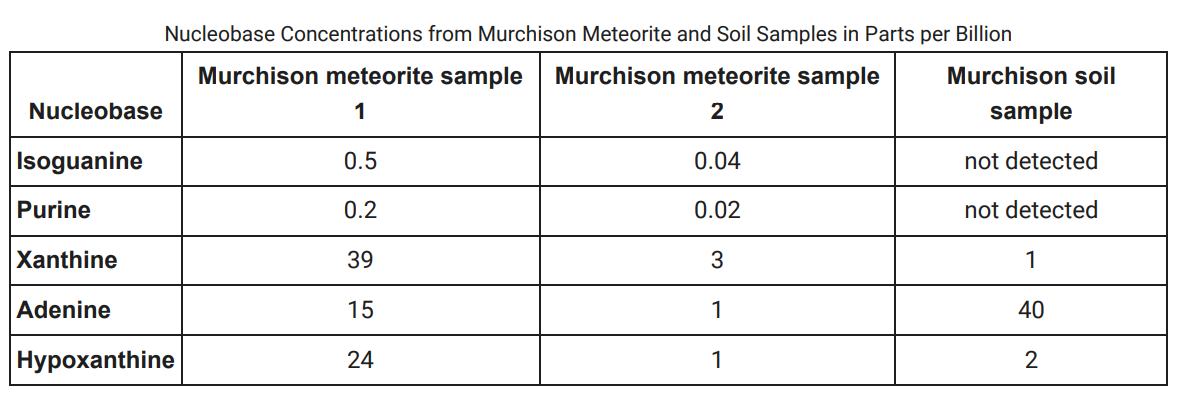 Nucleobase Concentrations from Murchison Meteorite and Soil Samples in Parts per Billion
Nucleobase
Murchison meteorite sample
1
Murchison meteorite sample
2
Murchison soil
sample
Isoguanine 0.5 0.04 not detected
Purine 0.2 0.02 not detected
Xanthine 39 3 1
Adenine 15 1 40
Hypoxanthine 24 1 2